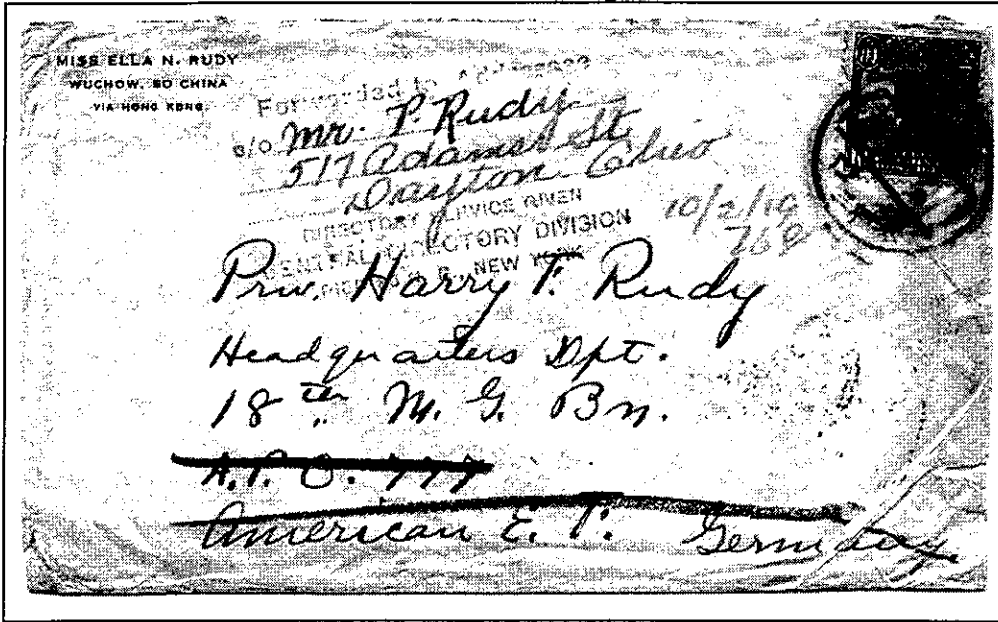 MISS ELLA N. RUDY
WUCHOW, SO CHINA
VIA HONG KONG.
Forwarded to Addressee
c/o Mr. P. Rudy
517 Adams St
Dayton Ohio
DIRECTORY SERVICE GIVEN
CENTRAL DIRECTORY DIVISION
NEW YORK
10/2/19
Priv. Harry F. Rudy
Headquarters Dpt.
18th M. G. Bn.
A.P.O. 777
American E. F. Germany